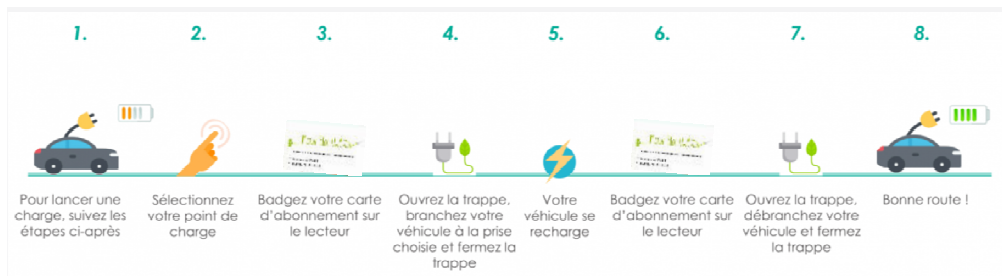 1.
2.
3.
4.
5.
6.
7.
8.
Pour lancer une
charge, suivez les
étapes ci-après
Sélectionnez
votre point de
charge
Badgez votre carte
d'abonnement sur
le lecteur
Ouvrez la trappe,
branchez votre
véhicule à la prise
choisie et fermez la
trappe
Votre
véhicule se
recharge
Badgez votre carte
d'abonnement sur
le lecteur
Ouvrez la trappe,
débranchez votre
véhicule et fermez
la trappe
Bonne route !